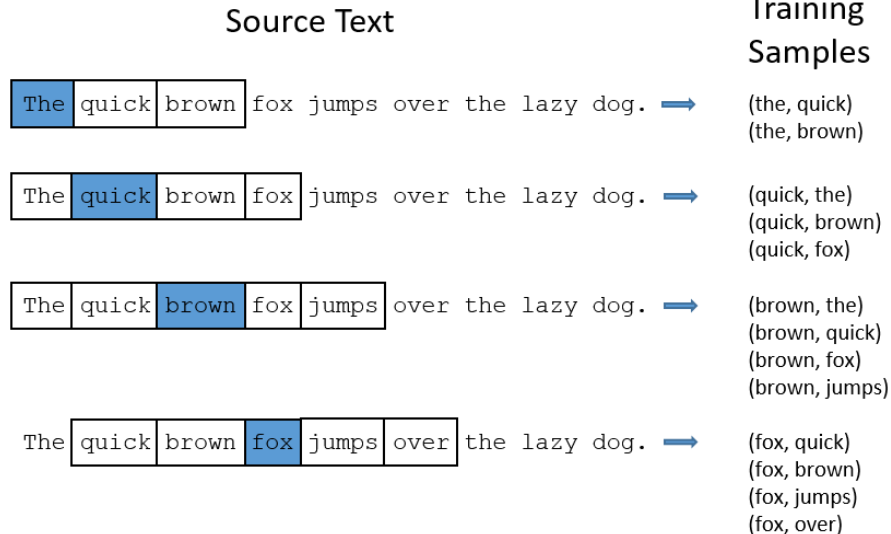 Source Text
Training
Samples
The quick brown fox jumps over the lazy dog.
(the, quick)
(the, brown)
The quick brown fox jumps over the lazy dog.
(quick, the)
(quick, brown)
(quick, fox)
The quick brown fox jumps over the lazy dog.
(brown, the)
(brown, quick)
(brown, fox)
(brown, jumps)
The quick brown fox jumps over the lazy dog.
(fox, quick)
(fox, brown)
(fox, jumps)
(fox, over)